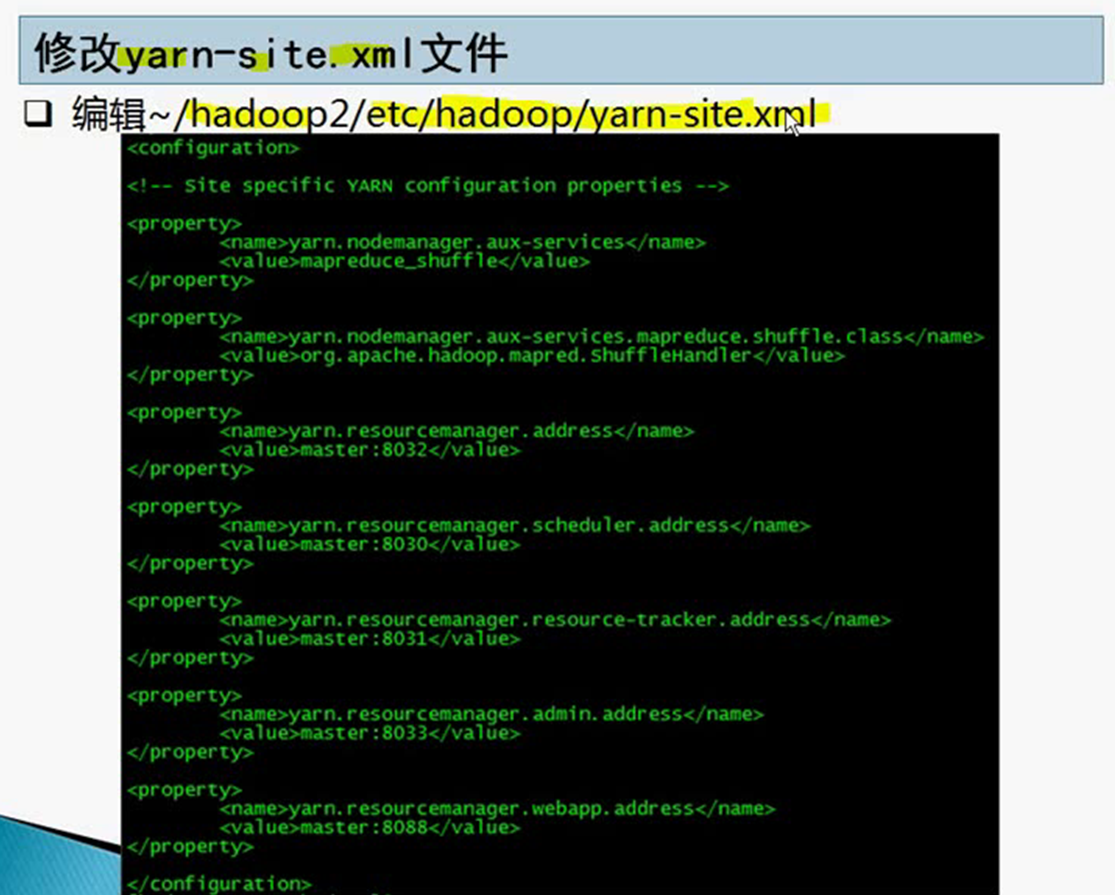 修改yarn-site.xml文件
❑ 编辑~/hadoop2/etc/hadoop/yarn-site.xml
<configuration>
<!-- Site specific YARN configuration properties -->
<property>
<name>yarn.nodemanager.aux-services</name>
<value>mapreduce_shuffle</value>
</property>
<property>
<name>yarn.nodemanager.aux-services.mapreduce.shuffle.class</name>
<value>org.apache.hadoop.mapred.ShuffleHandler</value>
</property>
<property>
<name>yarn.resourcemanager.address</name>
<value>master:8032</value>
</property>
<property>
<name>yarn.resourcemanager.scheduler.address</name>
<value>master:8030</value>
</property>
<property>
<name>yarn.resourcemanager.resource-tracker.address</name>
<value>master:8031</value>
</property>
<property>
<name>yarn.resourcemanager.admin.address</name>
<value>master:8033</value>
</property>
<property>
<name>yarn.resourcemanager.webapp.address</name>
<value>master:8088</value>
</property>
</configuration>